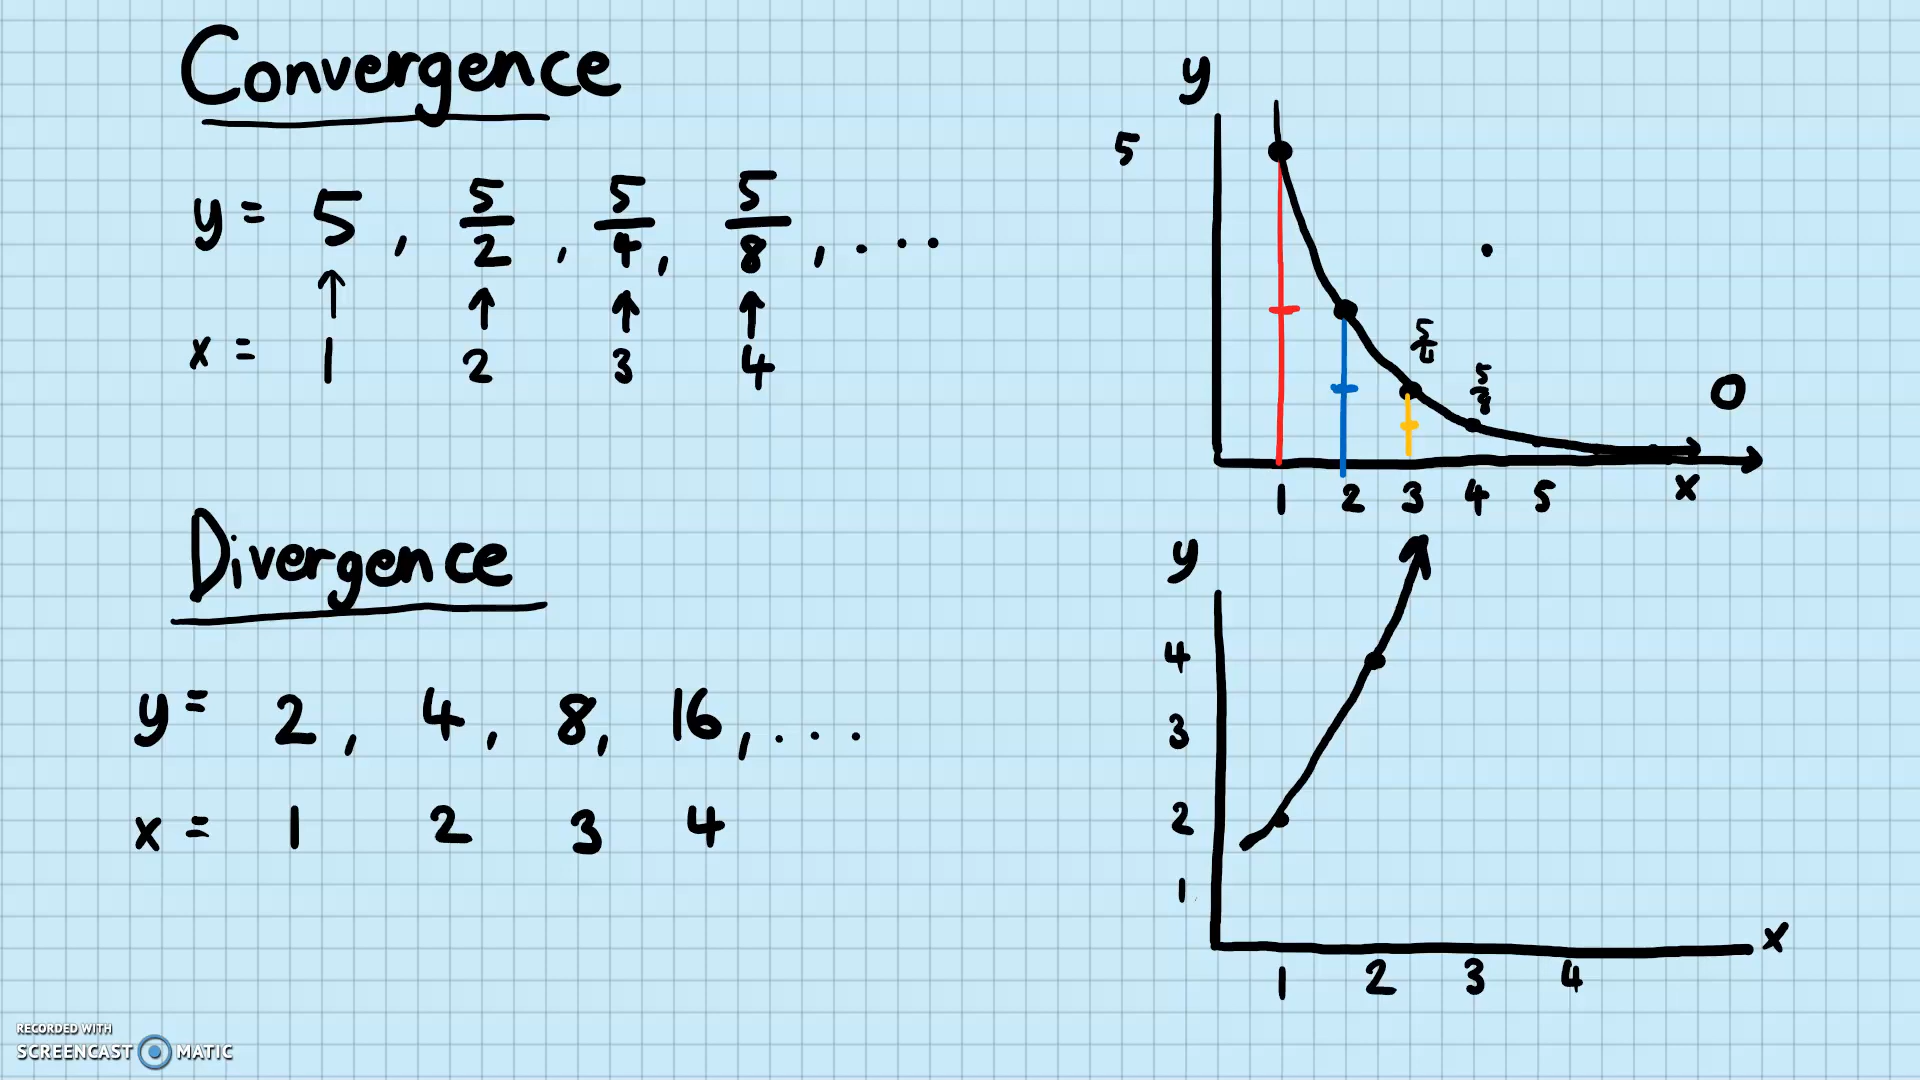 Convergence
y = 5 , 5/2 , 5/4 , 5/8 , ....
x = 1 2 3 4
Divergence
y = 2 , 4 , 8 , 16 , ....
x = 1 2 3 4
y
5
5/4
5/8
0
1 2 3 4 5 x
y
4
3
2
1
x
1 2 3 4
RECORDED WITH
SCREENCAST MATIC